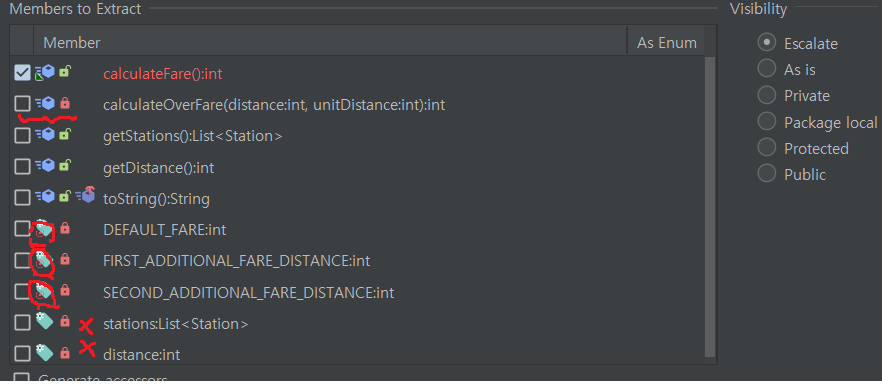 Members to Extract
Visibility
Member
As Enum
calculateFare():int
calculateOverFare(distance:int, unitDistance:int):int
getStations():List<Station>
getDistance():int
toString():String
DEFAULT_FARE:int
FIRST_ADDITIONAL_FARE_DISTANCE:int
SECOND_ADDITIONAL_FARE_DISTANCE:int
stations:List<Station>
distance:int
Generate accessors
Escalate
As is
Private
Package local
Protected
Public